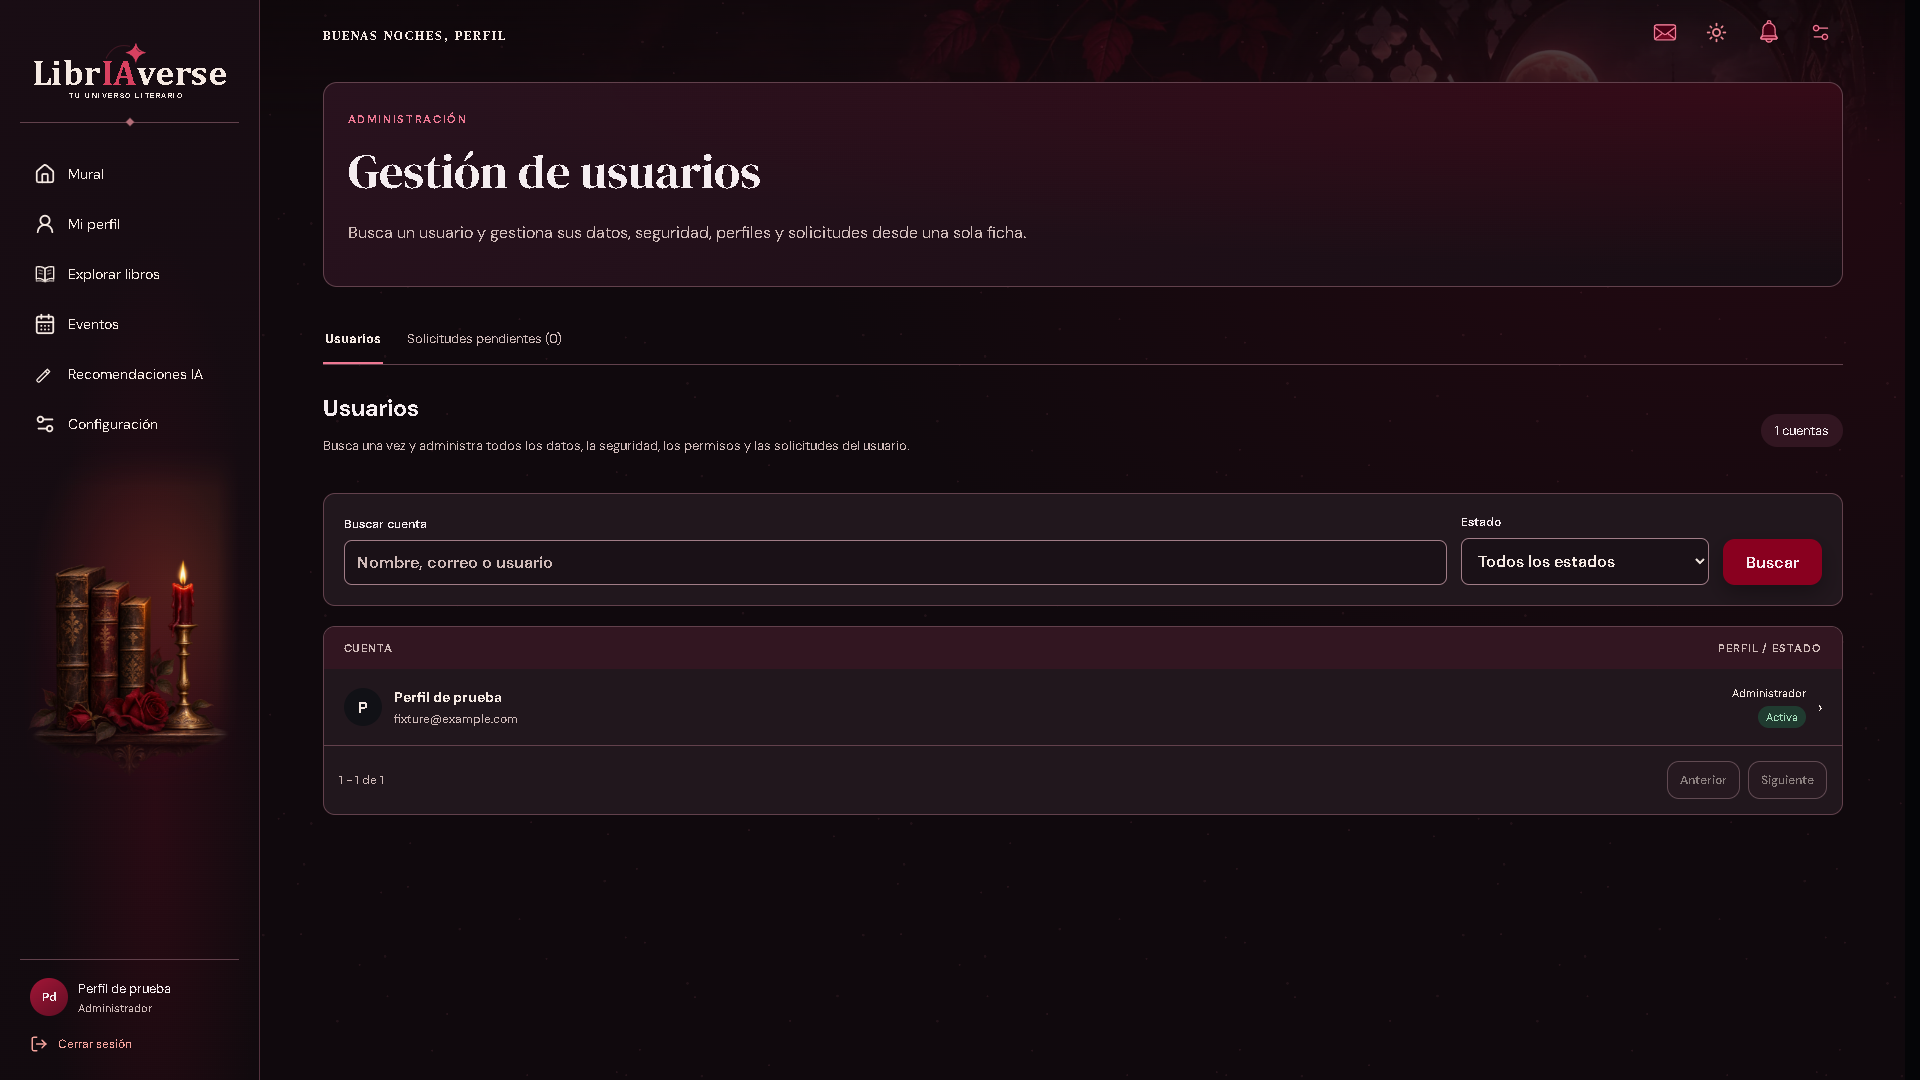 LibrIAverse
TU UNIVERSO LITERARIO
Mural
Mi perfil
Explorar libros
Eventos
Recomendaciones IA
Configuración
Perfil de prueba
Pd
Administrador
Cerrar sesión
BUENAS NOCHES, PERFIL
ADMINISTRACIÓN
Gestión de usuarios
Busca un usuario y gestiona sus datos, seguridad, perfiles y solicitudes desde una sola ficha.
Usuarios
Solicitudes pendientes (0)
Usuarios
Busca una vez y administra todos los datos, la seguridad, los permisos y las solicitudes del usuario.
1 cuentas
Buscar cuenta
Nombre, correo o usuario
Estado
Todos los estados
Buscar
CUENTA
PERFIL / ESTADO
P
Perfil de prueba
fixture@example.com
Administrador
Activa
1 - 1 de 1
Anterior
Siguiente